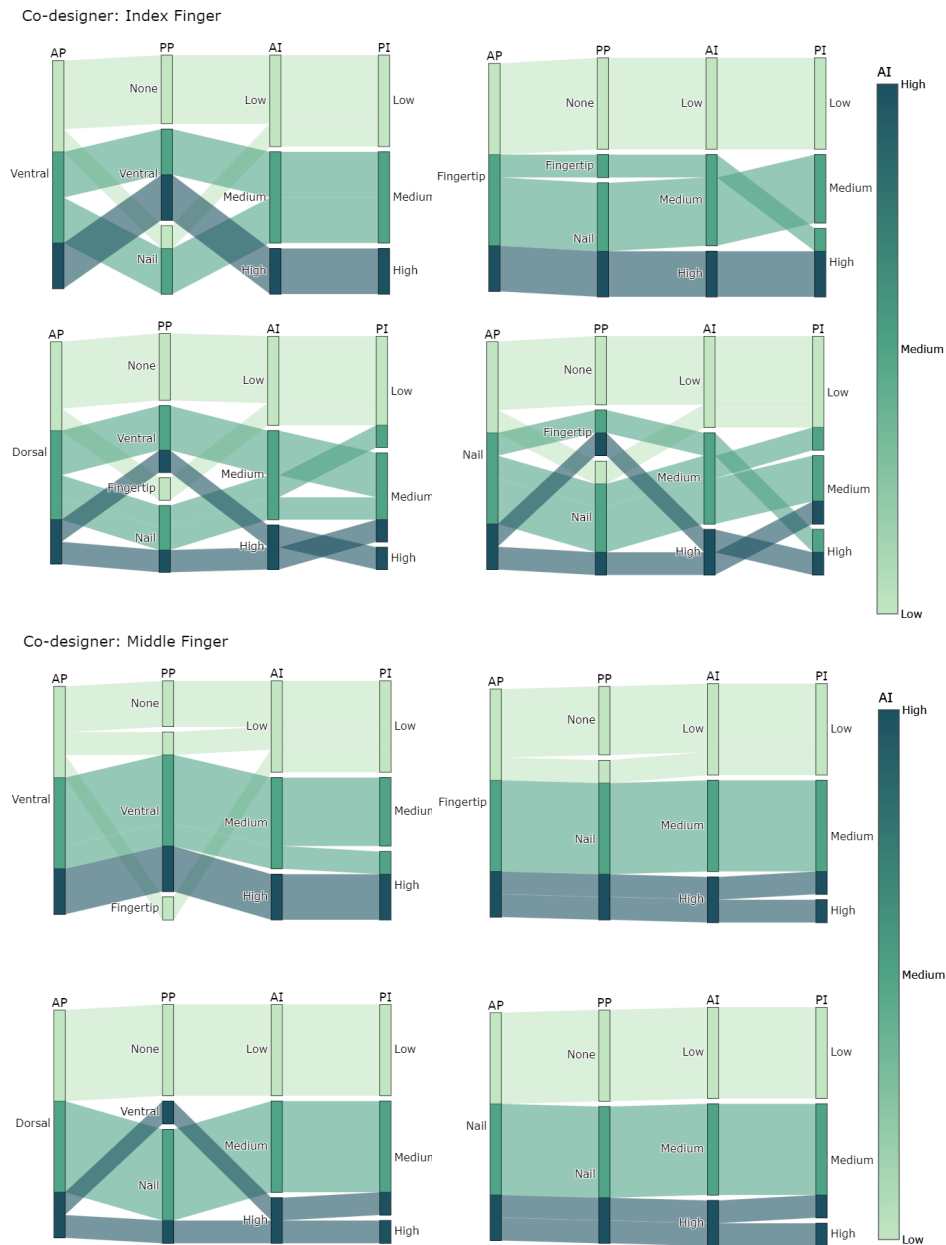 Co-designer: Index Finger
AP PP AI PI
None
Low
Low
Ventral
Ventral
Medium
Medium
Nail
High
High
AP PP AI PI
None
Low
Low
Fingertip
Fingertip
Medium
Medium
Nail
High
High
AI
High
Medium
Low
AP PP AI PI
None
Low
Low
Dorsal
Ventral
Medium
Fingertip
Medium
Nail
High
High
AP PP AI PI
None
Low
Low
Nail
Fingertip
Medium
Medium
Nail
High
High
Co-designer: Middle Finger
AP PP AI PI
None
Low
Low
Ventral
Ventral
Medium
Medium
Fingertip
High
High
AP PP AI PI
None
Low
Low
Fingertip
Nail
Medium
Medium
High
High
AI
High
Medium
Low
AP PP AI PI
None
Low
Low
Dorsal
Ventral
Medium
Medium
Nail
High
High
AP PP AI PI
None
Low
Low
Nail
Nail
Medium
Medium
High
High